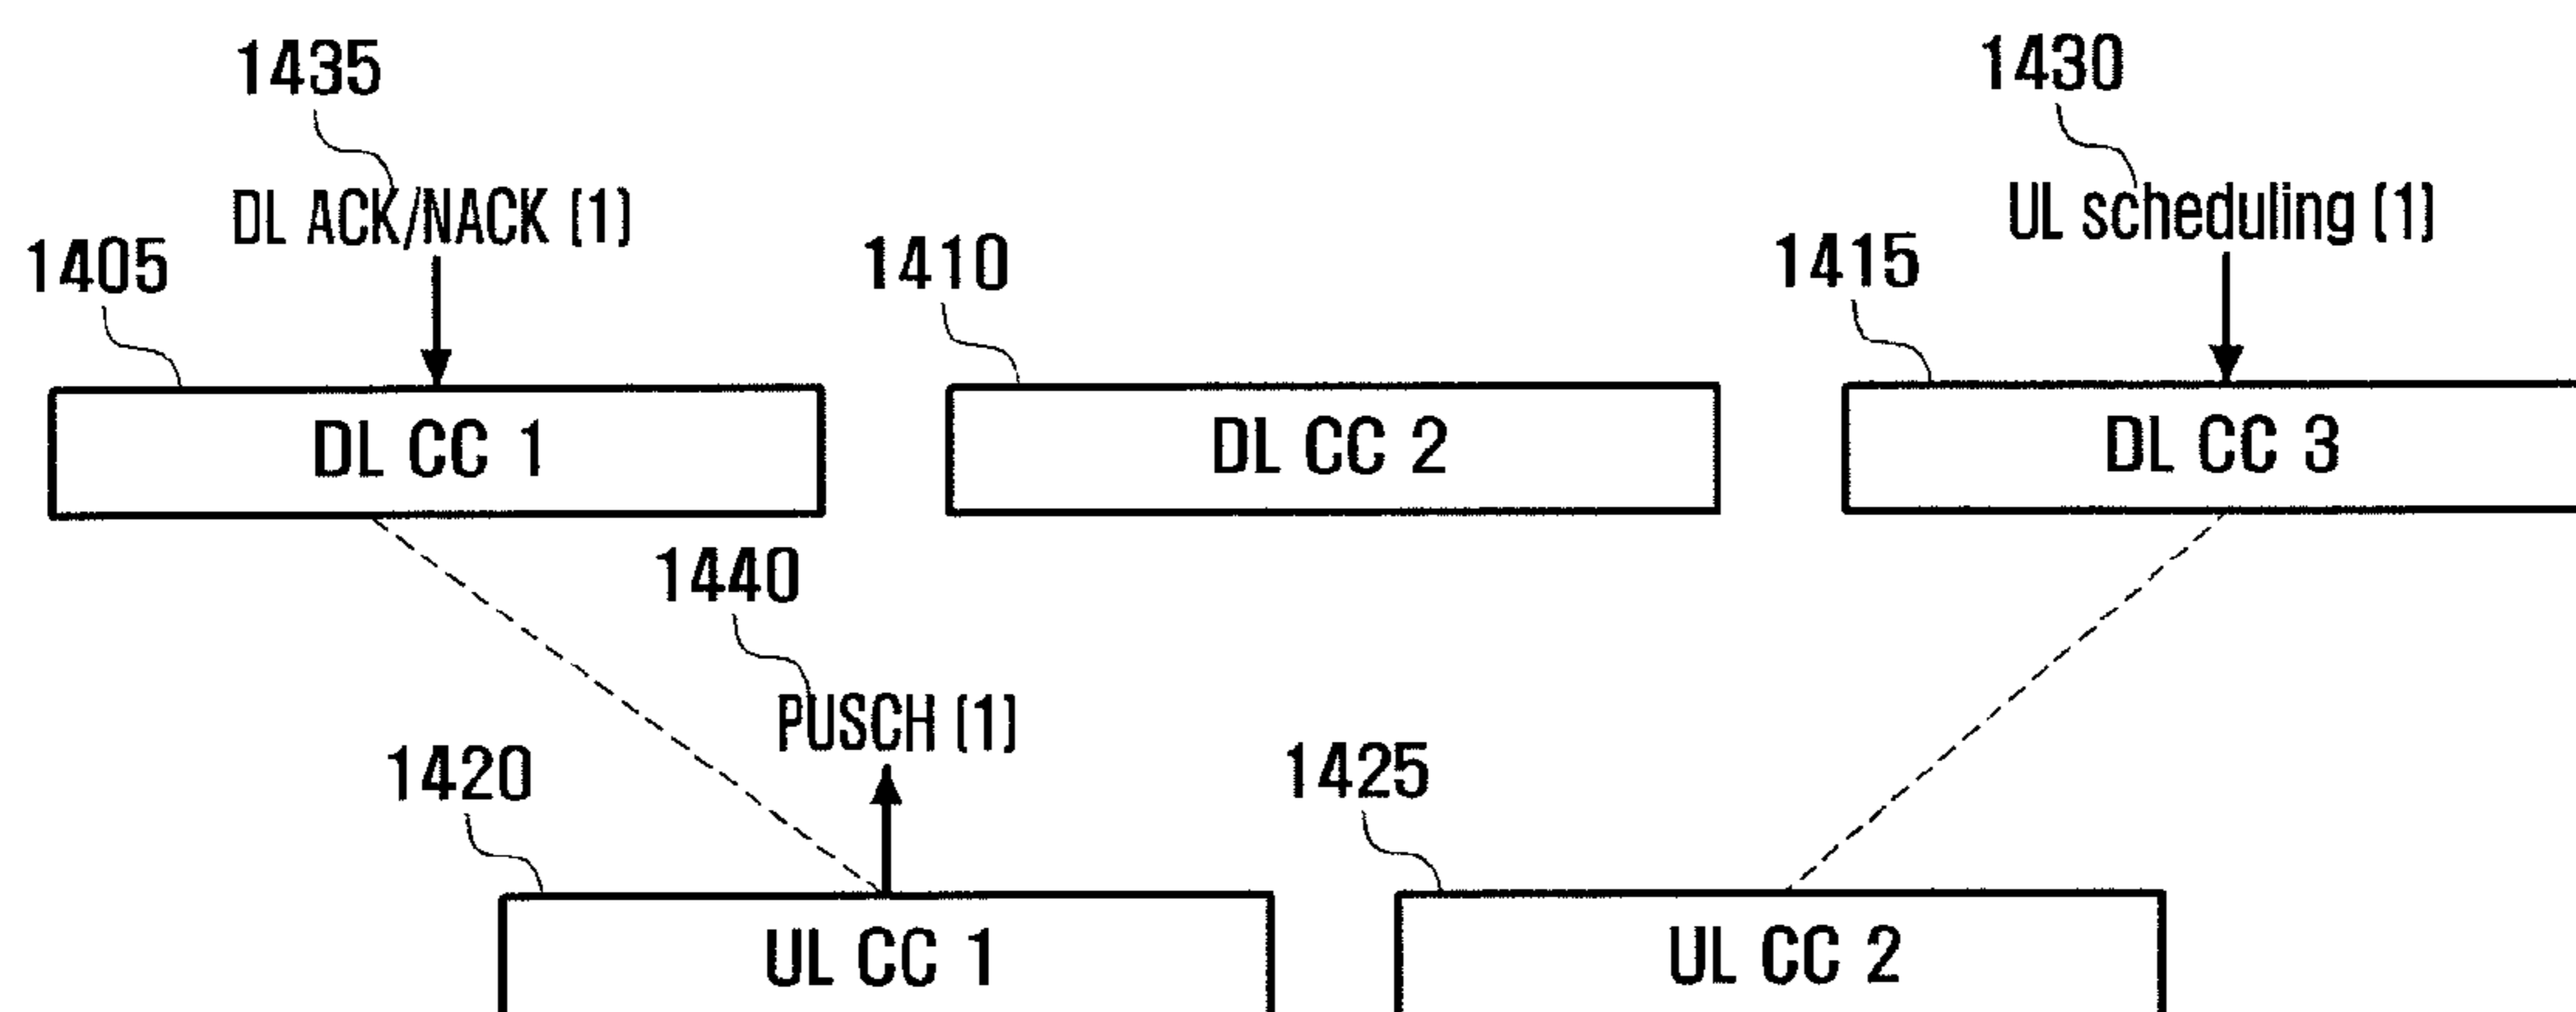 1435
1430
DL ACK/NACK (1)
UL scheduling (1)
1405
1410
1415
DL CC 1
DL CC 2
DL CC 3
1440
PUSCH (1)
1420
1425
UL CC 1
UL CC 2